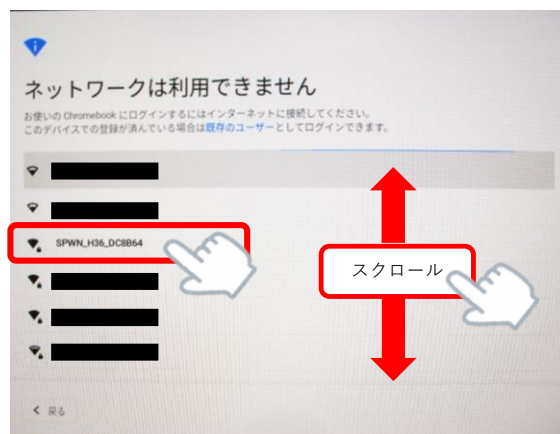 ネットワークは利用できません
お使いの Chromebook にログインするにはインターネットに接続してください。
このデバイスでの登録が済んでいる場合は既存のユーザーとしてログインできます。
SPWN_H36_DC8B64
スクロール
戻る